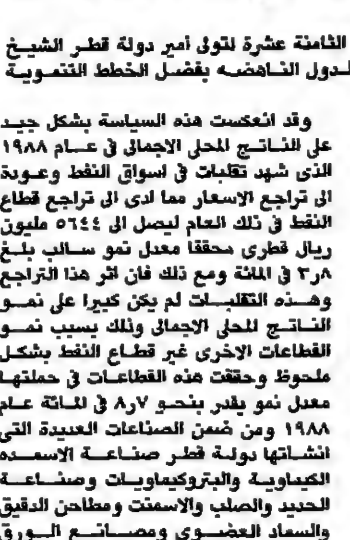 الثامنة عشرة لتولى أمير دولة قطر الشيخ
لدول الناهضه بفضل الخطط التنموية
وقد انعكست هذه السياسة بشكل جيد
على الناتج المحلى الاجمالى فى عام ١٩٨٨
الذى شهد تقلبات فى اسواق النفط وعودة
الى تراجع الاسعار مما ادى الى تراجع قطاع
النفط فى ذلك العام ليصل الى ٥٦٤٤ مليون
ريال قطرى محققا معدل نمو سالب بلغ
٣ر٨ فى المائة ومع ذلك فان اثر هذا التراجع
وهذه التقلبات لم يكن كبيرا على نمو
الناتج المحلى الاجمالى وذلك بسبب نمو
القطاعات الاخرى غير قطاع النفط بشكل
ملحوظ وحققت هذه القطاعات فى جملتها
معدل نمو يقدر بنحو ٨ر٧ فى المائة عام
١٩٨٨ ومن ضمن الصناعات العديدة التى
انشاتها دولة قطر صناعة الاسمده
الكيماوية والبتروكيماويات وصناعة
الحديد والصلب والاسمنت ومطاحن الدقيق
والسماد العضوى ومصانع الورق